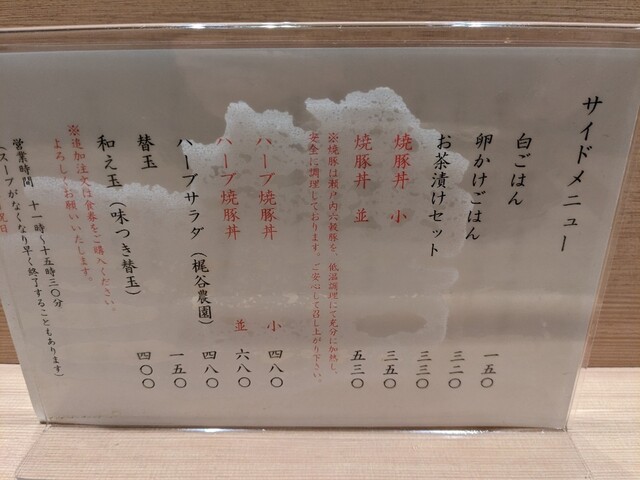 サイドメニュー
白ごはん 一五〇
卵かけごはん 三二〇
お茶漬けセット 三三〇
焼豚丼 小 三五〇
焼豚丼 並 五三〇
※焼豚は瀬戸内六穀豚を、低温調理にて充分に加熱し、
安全に調理しております。ご安心して召し上がり下さい。
ハーブ焼豚丼 小 四八〇
ハーブ焼豚丼 並 六八〇
ハーブサラダ（梶谷農園） 四八〇
替玉 一五〇
和え玉（味つき替玉） 四〇〇
※追加注文は食券をご購入ください。
よろしくお願いいたします。
営業時間 十一時〜十五時三〇分
（スープがなくなり早く終了することもあります）